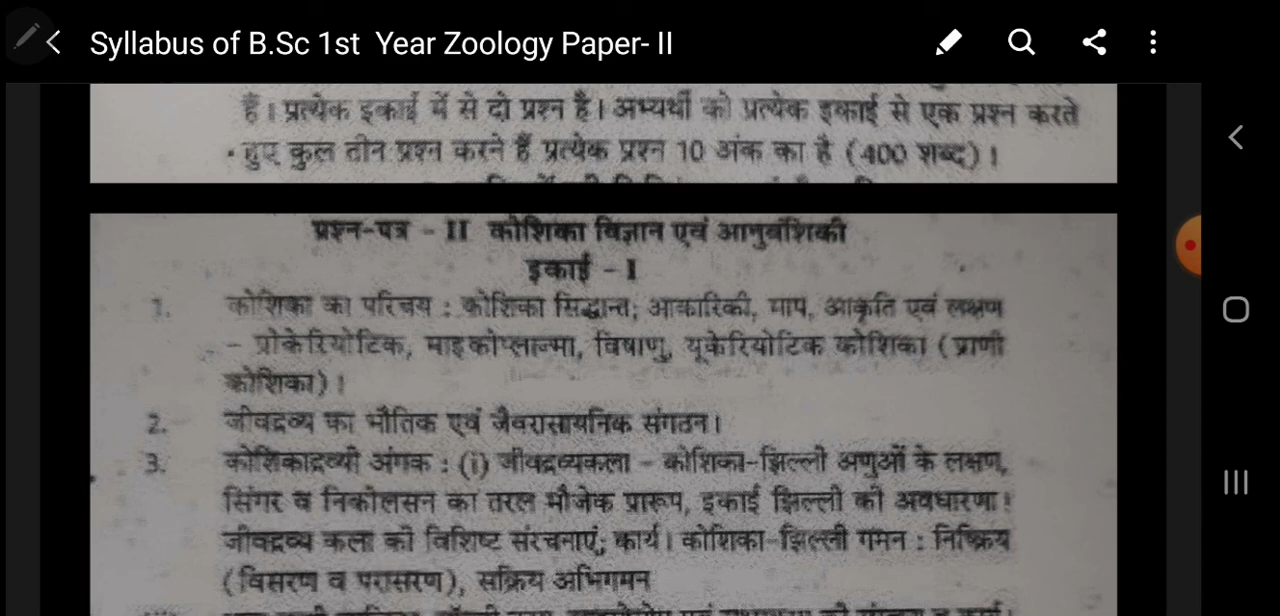 Syllabus of B.Sc 1st Year Zoology Paper- II
है। प्रत्येक इकाई में से दो प्रश्न है। अभ्यर्थी को प्रत्येक इकाई से एक प्रश्न करते
हुए कुल तीन प्रश्न करने हैं प्रत्येक प्रश्न 10 अंक का है (400 शब्द)।
प्रश्न-पत्र - II कोशिका विज्ञान एवं आनुवंशिकी
इकाई - I
1. कोशिका का परिचय : कोशिका सिद्धान्त; आकारिकी, माप, आकृति एवं लक्षण
- प्रोकेरियोटिक, माइकोप्लाज्मा, विषाणु, यूकेरियोटिक कोशिका (प्राणी
कोशिका)।
2. जीवद्रव्य का भौतिक एवं जैवरासायनिक संगठन।
3. कोशिकाद्रव्यी अंगक : (i) जीवद्रव्यकला - कोशिका-झिल्ली अणुओं के लक्षण,
सिंगर व निकोलसन का तरल मौजेक प्रारूप, इकाई झिल्ली की अवधारणा।
जीवद्रव्य कला की विशिष्ट संरचनाएं; कार्य। कोशिका-झिल्ली गमन : निष्क्रिय
(विसरण व परासरण), सक्रिय अभिगमन